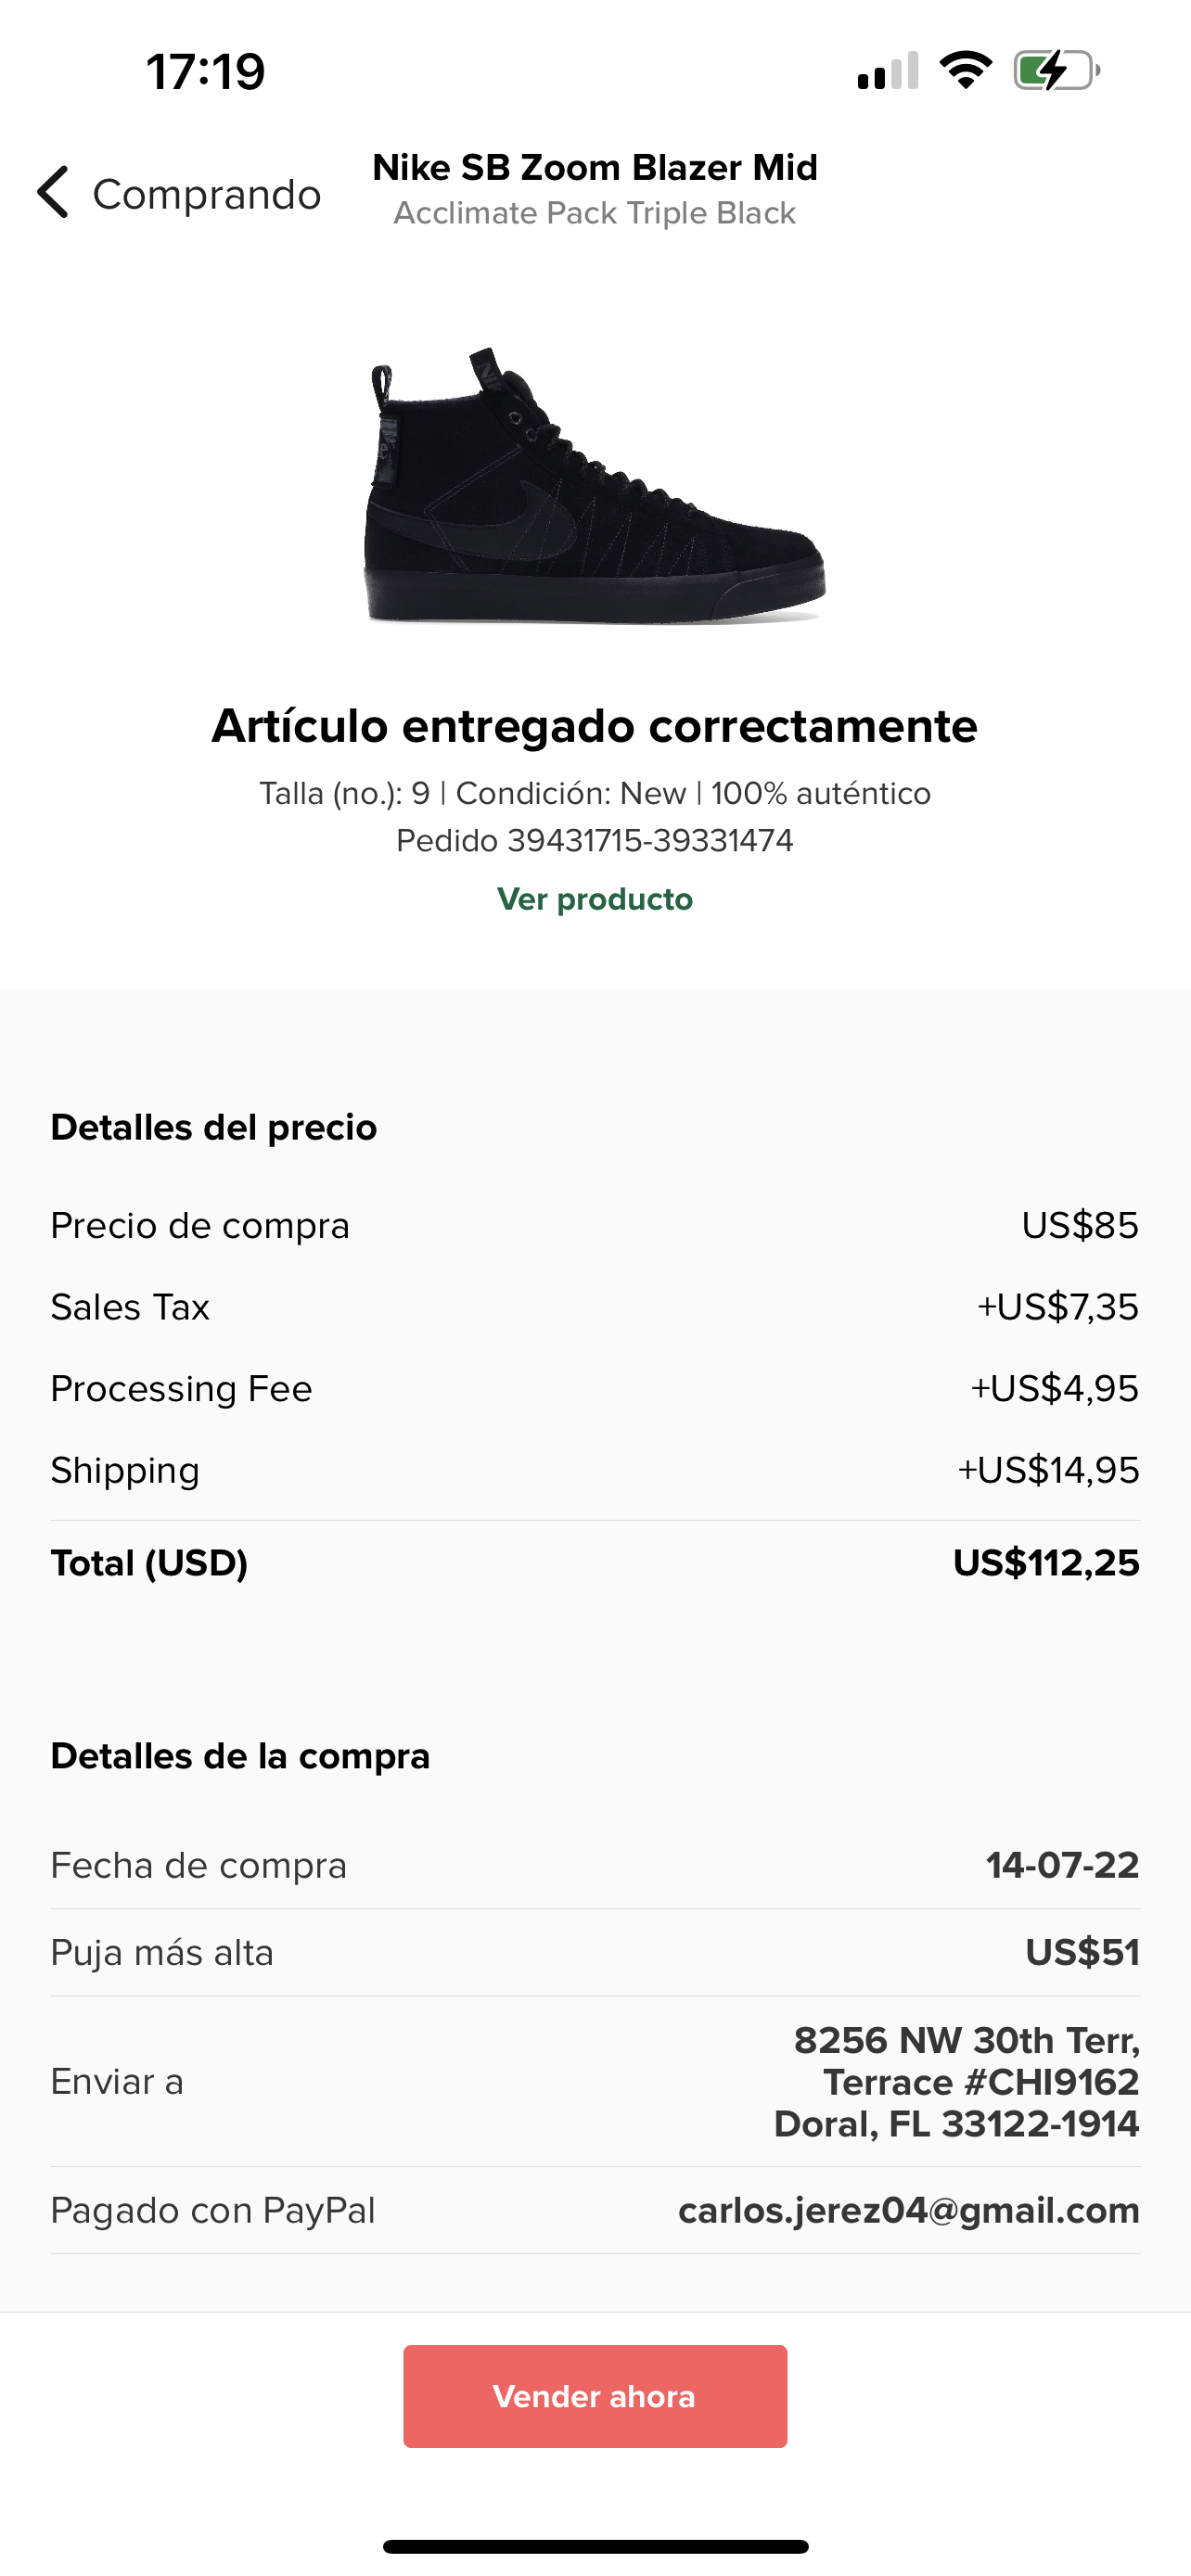 17:19
Comprando
Nike SB Zoom Blazer Mid
Acclimate Pack Triple Black
Artículo entregado correctamente
Talla (no.): 9 | Condición: New | 100% auténtico
Pedido 39431715-39331474
Ver producto
Detalles del precio
Precio de compra US$85
Sales Tax +US$7,35
Processing Fee +US$4,95
Shipping +US$14,95
Total (USD) US$112,25
Detalles de la compra
Fecha de compra 14-07-22
Puja más alta US$51
Enviar a 8256 NW 30th Terr,
Terrace #CHI9162
Doral, FL 33122-1914
Pagado con PayPal carlos.jerez04@gmail.com
Vender ahora